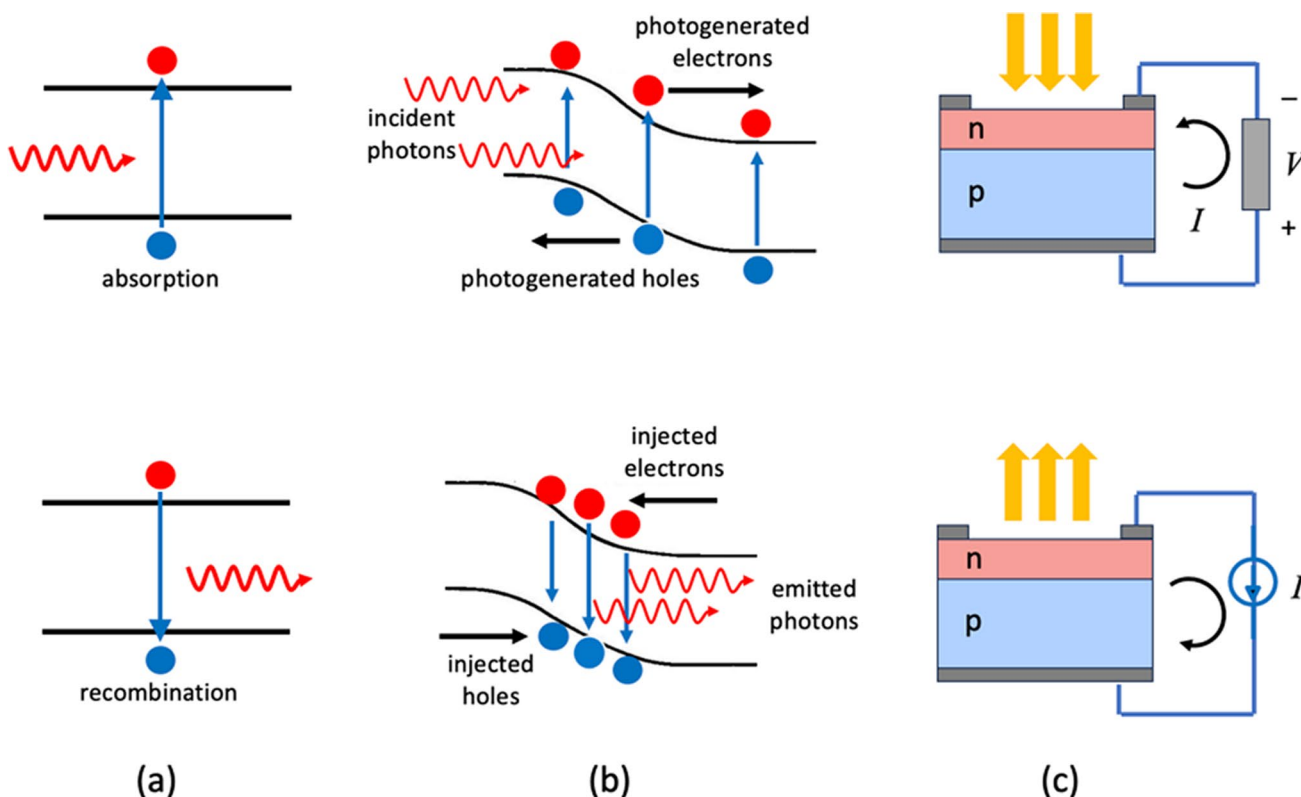 absorption
incident
photons
photogenerated
electrons
photogenerated holes
n
p
I
V
−
+
recombination
injected
electrons
emitted
photons
injected
holes
n
p
I
(a)
(b)
(c)